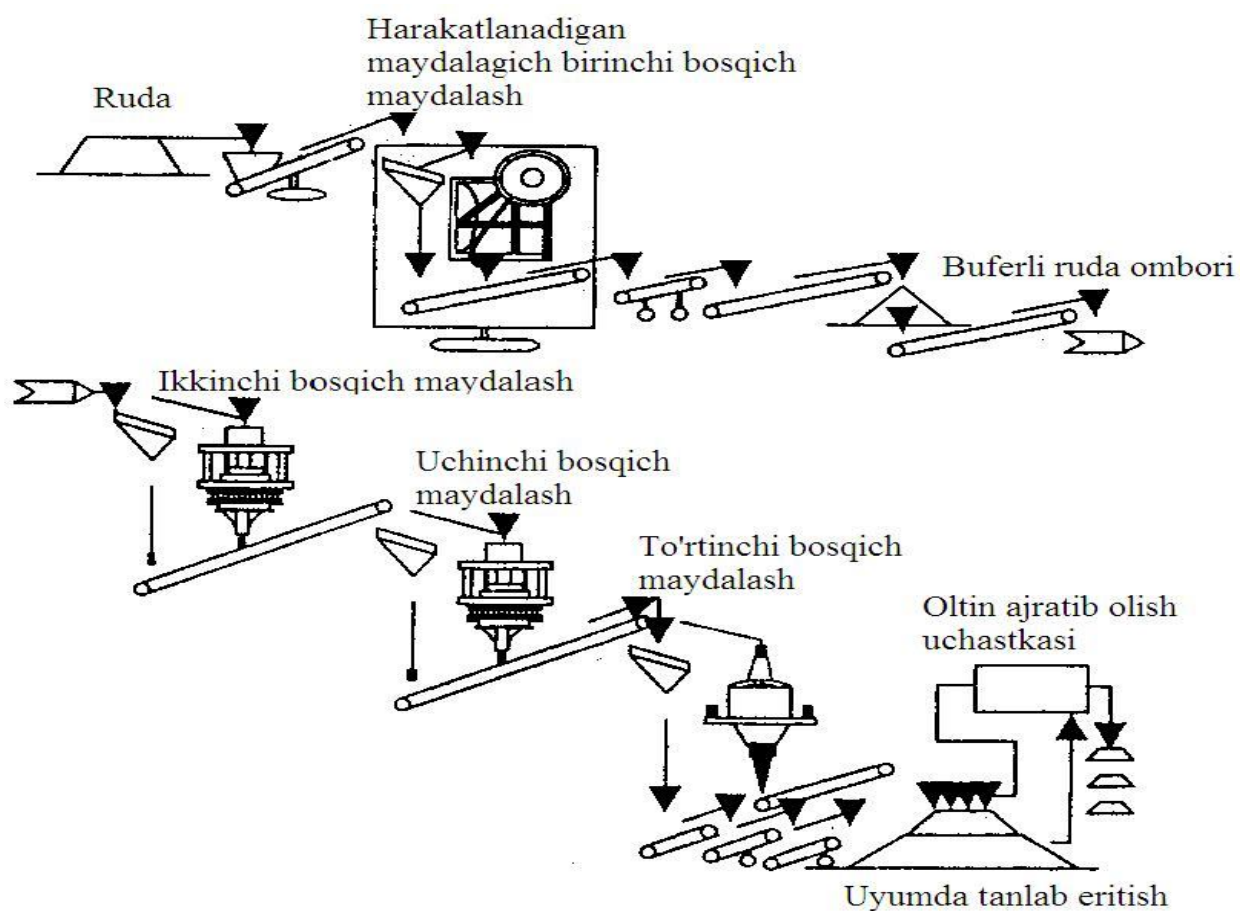 Harakatlanadigan
maydalagich birinchi bosqich
maydalash
Ruda
Buferli ruda ombori
Ikkinchi bosqich maydalash
Uchinchi bosqich
maydalash
To'rtinchi bosqich
maydalash
Oltin ajratib olish
uchastkasi
Uyumda tanlab eritish